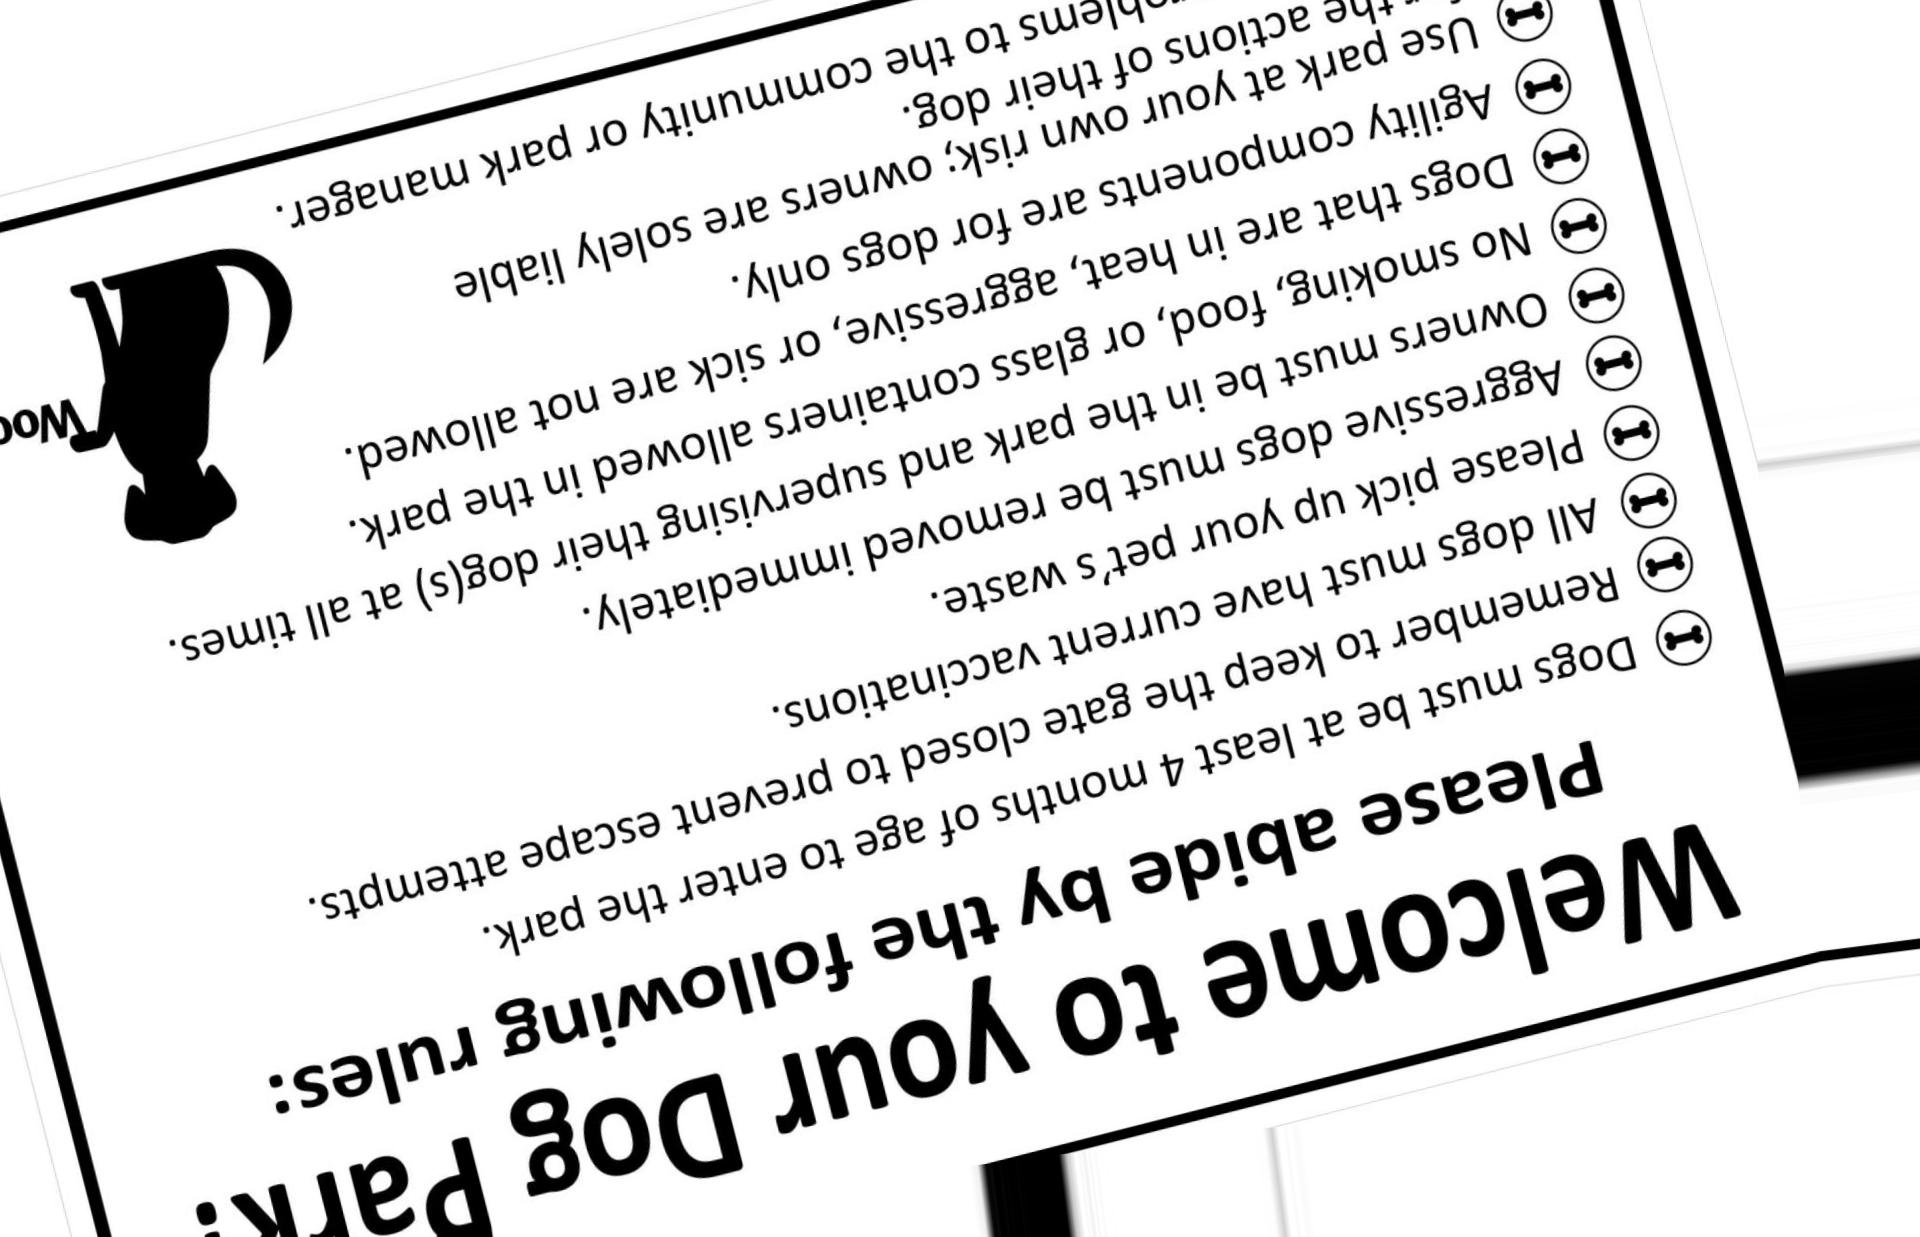 Welcome to your Dog Park!
Please abide by the following rules:
Dogs must be at least 4 months of age to enter the park.
Remember to keep the gate closed to prevent escape attempts.
All dogs must have current vaccinations.
Please pick up your pet's waste.
Aggressive dogs must be removed immediately.
Owners must be in the park and supervising their dog(s) at all times.
No smoking, food, or glass containers allowed in the park.
Dogs that are in heat, aggressive, or sick are not allowed.
Agility components are for dogs only.
Use park at your own risk; owners are solely liable
the actions of their dog.
to the community or park manager.